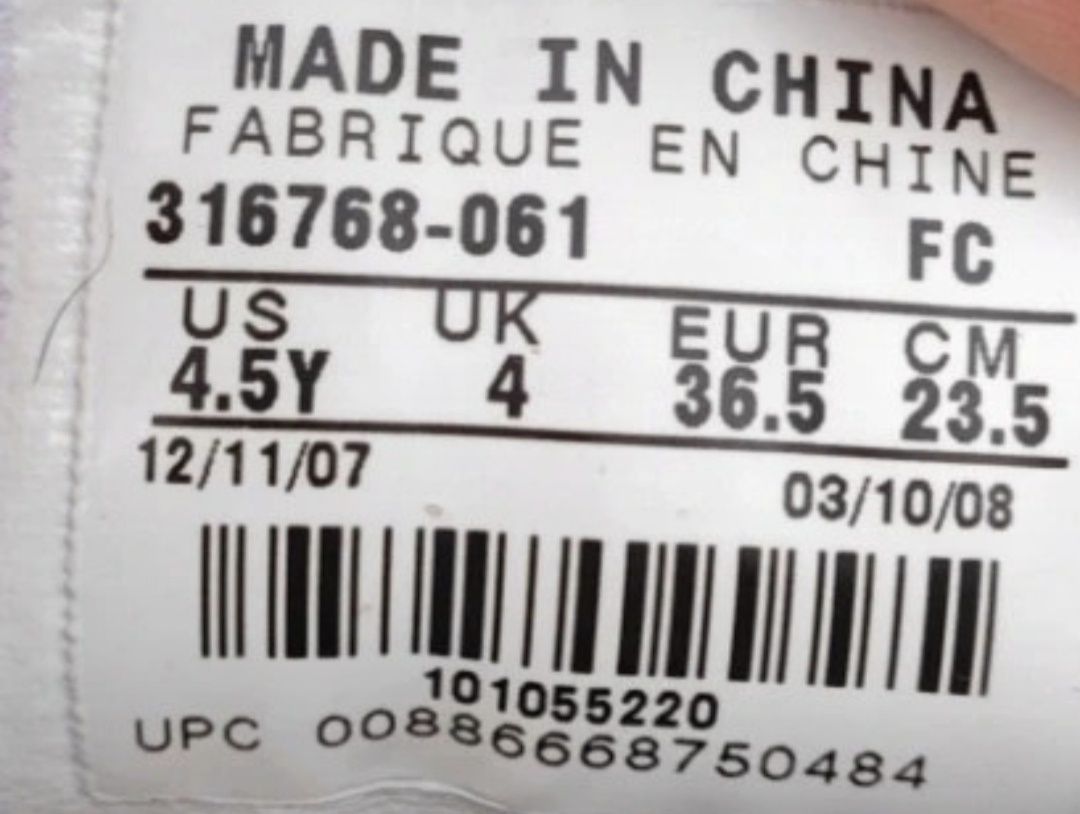 MADE IN CHINA
FABRIQUE EN CHINE
316768-061 FC
US UK EUR CM
4.5Y 4 36.5 23.5
12/11/07 03/10/08
101055220
UPC 00886668750484